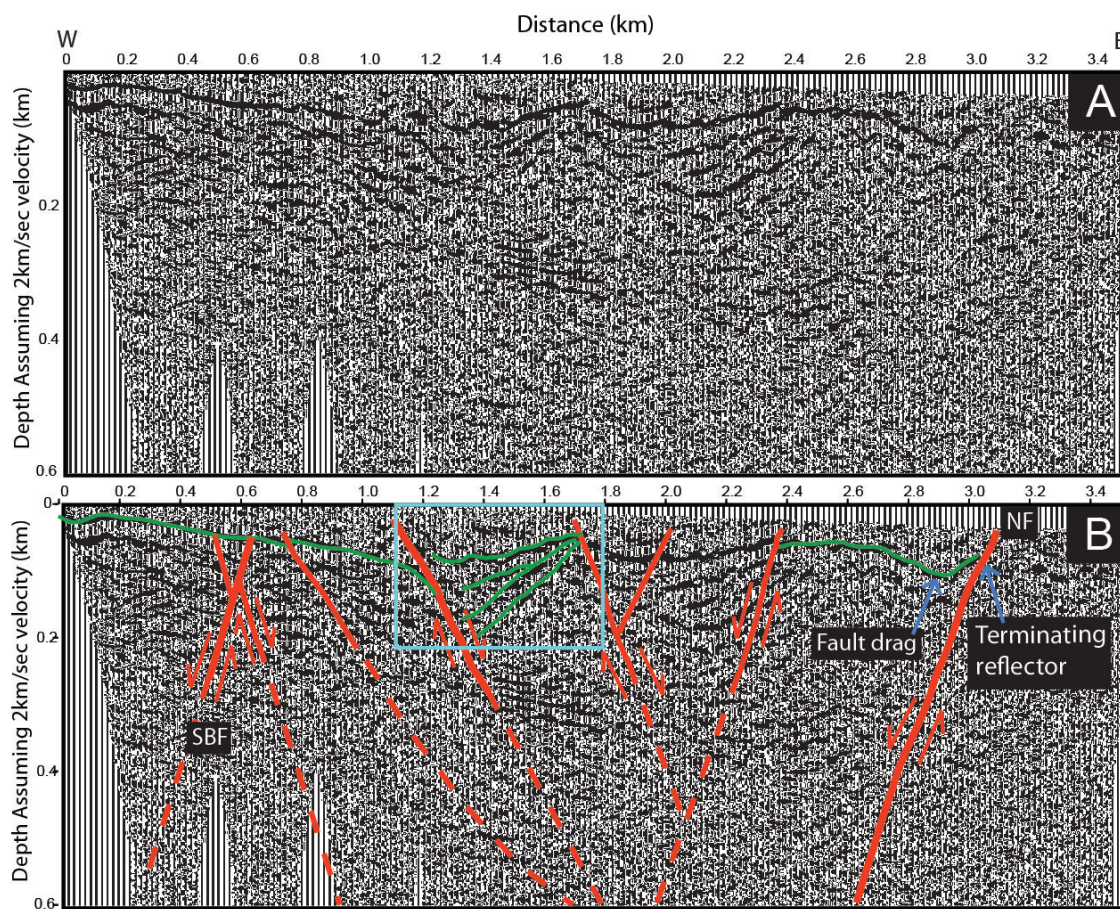 Distance (km)
W E
0 0.2 0.4 0.6 0.8 1.0 1.2 1.4 1.6 1.8 2.0 2.2 2.4 2.6 2.8 3.0 3.2 3.4
A
Depth Assuming 2km/sec velocity (km)
0.2
0.4
0.6
0 0 0.2 0.4 0.6 0.8 1.0 1.2 1.4 1.6 1.8 2.0 2.2 2.4 2.6 2.8 3.0 3.2 3.4
NF
B
Depth Assuming 2km/sec velocity (km)
0.2
Fault drag
Terminating
reflector
SBF
0.4
0.6